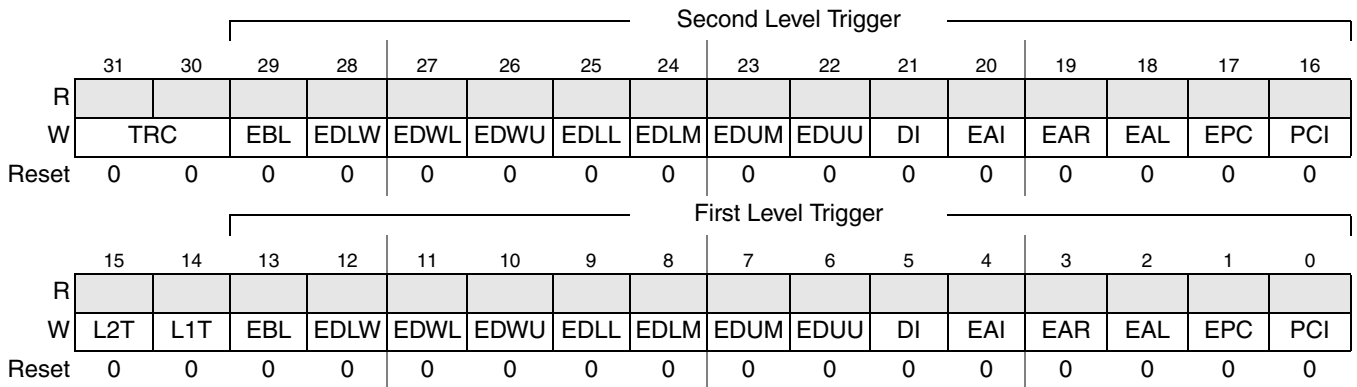 Second Level Trigger
31 30 29 28 27 26 25 24 23 22 21 20 19 18 17 16
R
W TRC EBL EDLW EDWL EDWU EDLL EDLM EDUM EDUU DI EAI EAR EAL EPC PCI
Reset 0 0 0 0 0 0 0 0 0 0 0 0 0 0 0 0
First Level Trigger
15 14 13 12 11 10 9 8 7 6 5 4 3 2 1 0
R
W L2T L1T EBL EDLW EDWL EDWU EDLL EDLM EDUM EDUU DI EAI EAR EAL EPC PCI
Reset 0 0 0 0 0 0 0 0 0 0 0 0 0 0 0 0